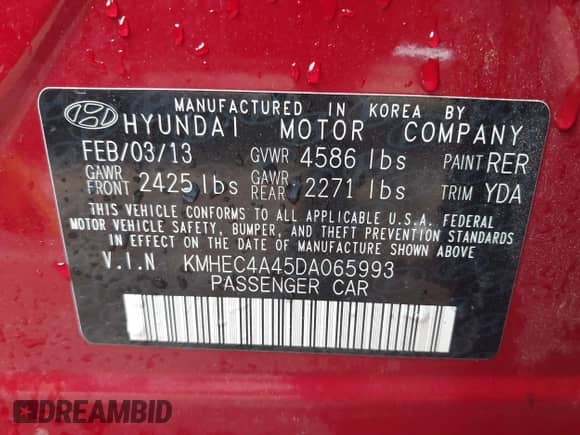 MANUFACTURED IN KOREA BY
HYUNDAI MOTOR COMPANY
FEB/03/13 GVWR 4586 lbs PAINT RER
GAWR FRONT 2425 lbs GAWR REAR 2271 lbs TRIM YDA
THIS VEHICLE CONFORMS TO ALL APPLICABLE U.S.A. FEDERAL
MOTOR VEHICLE SAFETY, BUMPER, AND THEFT PREVENTION STANDARDS
IN EFFECT ON THE DATE OF MANUFACTURE SHOWN ABOVE
V.I.N KMHEC4A45DA065993
PASSENGER CAR
DREAMBID